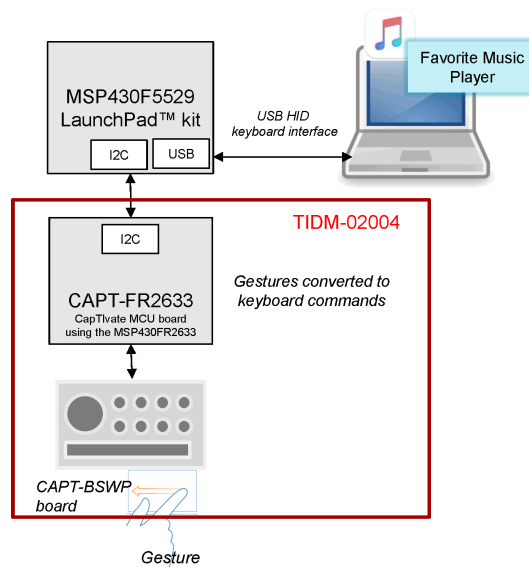 Favorite Music
Player
MSP430F5529
LaunchPad™ kit
I2C
USB
USB HID
keyboard interface
TIDM-02004
I2C
CAPT-FR2633
CapTIvate MCU board
using the MSP430FR2633
Gestures converted to
keyboard commands
CAPT-BSWP
board
Gesture